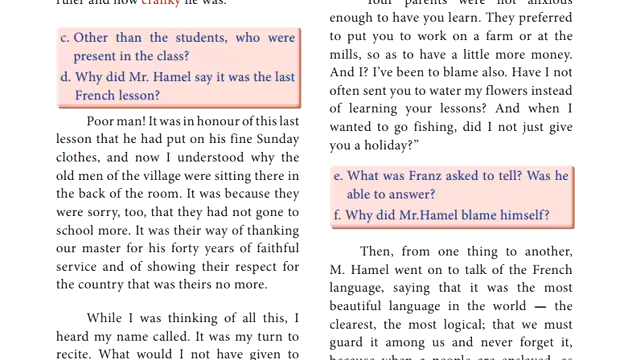 ruler and how cranky he was.
c. Other than the students, who were
present in the class?
d. Why did Mr. Hamel say it was the last
French lesson?
Poor man! It was in honour of this last
lesson that he had put on his fine Sunday
clothes, and now I understood why the
old men of the village were sitting there in
the back of the room. It was because they
were sorry, too, that they had not gone to
school more. It was their way of thanking
our master for his forty years of faithful
service and of showing their respect for
the country that was theirs no more.
While I was thinking of all this, I
heard my name called. It was my turn to
recite. What would I not have given to
"Your parents were not anxious
enough to have you learn. They preferred
to put you to work on a farm or at the
mills, so as to have a little more money.
And I? I've been to blame also. Have I not
often sent you to water my flowers instead
of learning your lessons? And when I
wanted to go fishing, did I not just give
you a holiday?”
e. What was Franz asked to tell? Was he
able to answer?
f. Why did Mr.Hamel blame himself?
Then, from one thing to another,
M. Hamel went on to talk of the French
language, saying that it was the most
beautiful language in the world — the
clearest, the most logical; that we must
guard it among us and never forget it,
because when a people are enslaved, as